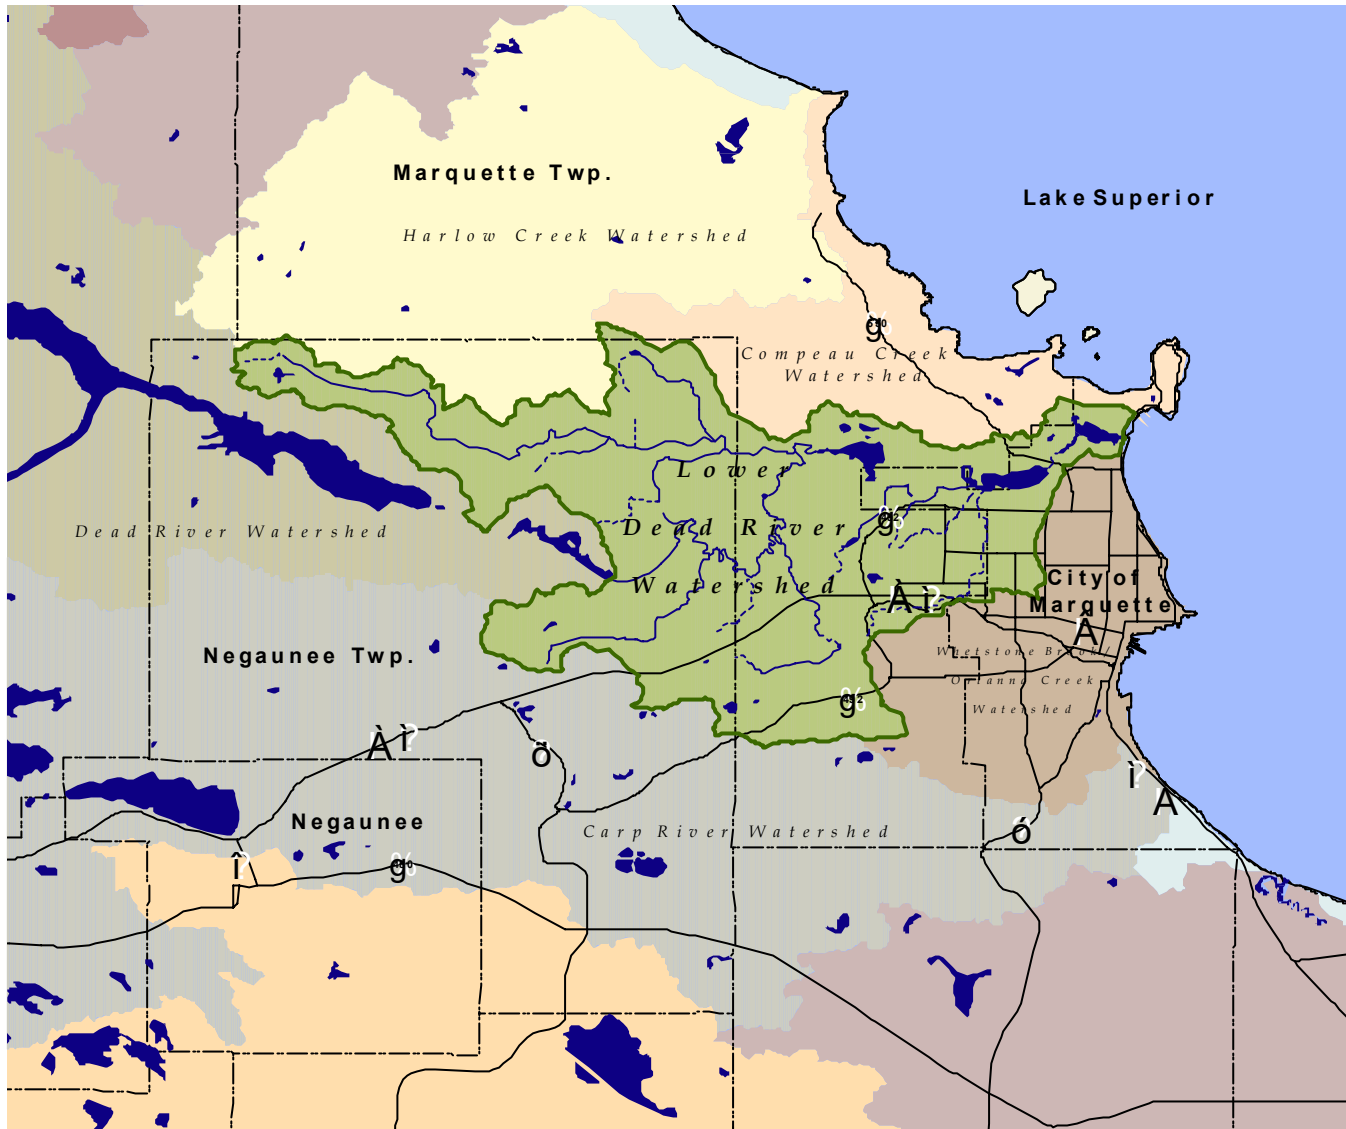 Marquette Twp.
Lake Superior
Harlow Creek Watershed
Compeau Creek
Watershed
Lower
Dead River
Watershed
Dead River Watershed
City of
Marquette
Negaunee Twp.
Whetstone Brook/
Orianna Creek
Watershed
Negaunee
Carp River Watershed